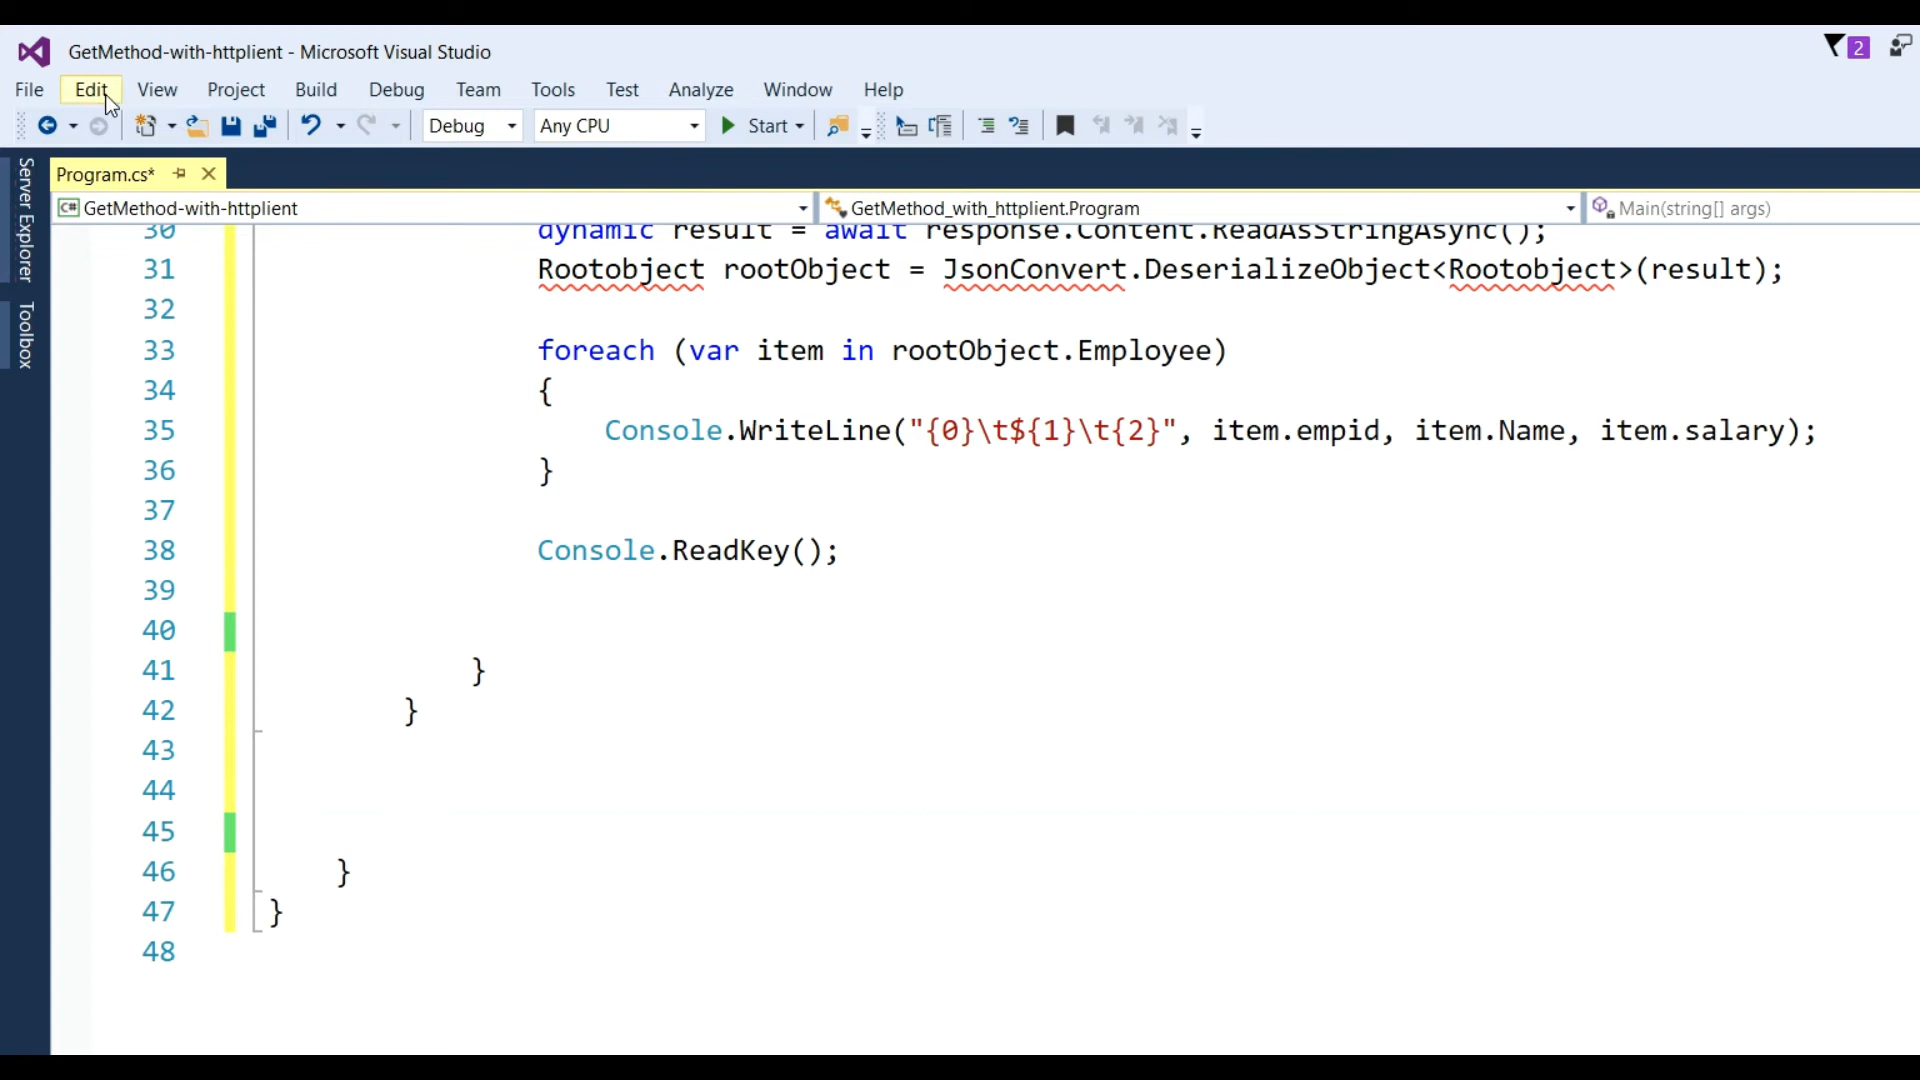 GetMethod-with-httplient - Microsoft Visual Studio
2
File Edit View Project Build Debug Team Tools Test Analyze Window Help
Debug Any CPU Start
Server Explorer
Toolbox
Program.cs*
C# GetMethod-with-httplient GetMethod_with_httplient.Program Main(string[] args)
30 dynamic result = await response.Content.ReadAsStringAsync();
31 Rootobject rootObject = JsonConvert.DeserializeObject<Rootobject>(result);
32
33 foreach (var item in rootObject.Employee)
34 {
35 Console.WriteLine("{0}\t${1}\t{2}", item.empid, item.Name, item.salary);
36 }
37
38 Console.ReadKey();
39
40
41 }
42 }
43
44
45
46 }
47 }
48